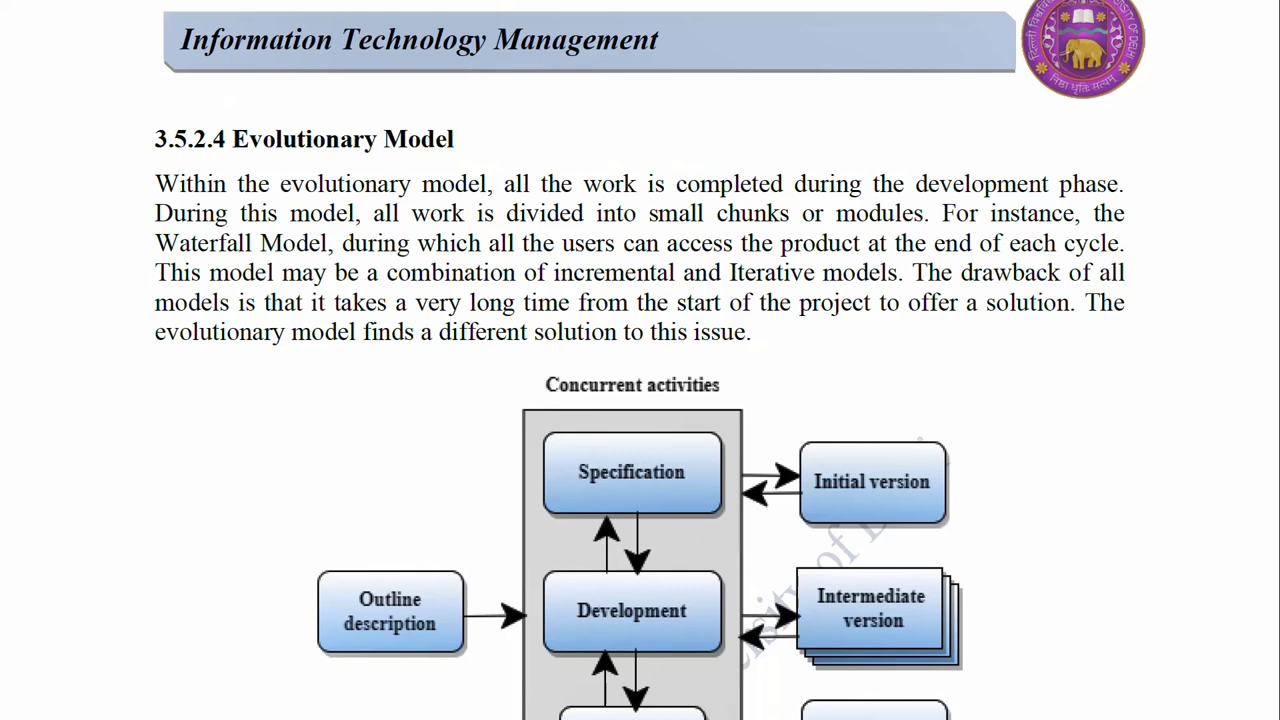 Information Technology Management
3.5.2.4 Evolutionary Model
Within the evolutionary model, all the work is completed during the development phase.
During this model, all work is divided into small chunks or modules. For instance, the
Waterfall Model, during which all the users can access the product at the end of each cycle.
This model may be a combination of incremental and Iterative models. The drawback of all
models is that it takes a very long time from the start of the project to offer a solution. The
evolutionary model finds a different solution to this issue.
Concurrent activities
Specification
Initial version
Outline
description
Development
Intermediate
version